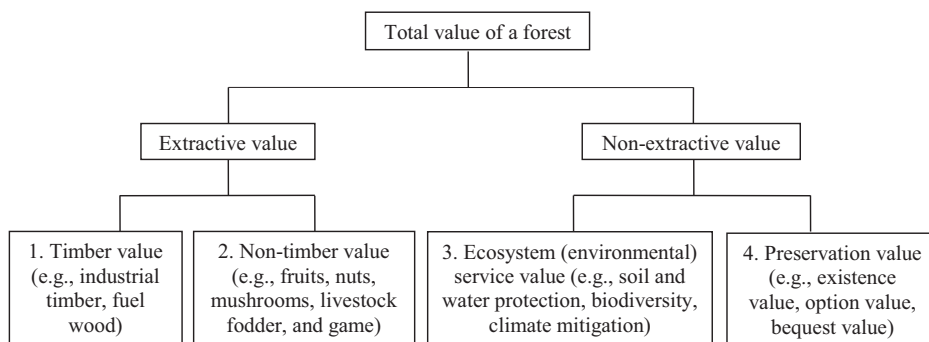 Total value of a forest
Extractive value
Non-extractive value
1. Timber value
(e.g., industrial
timber, fuel
wood)
2. Non-timber value
(e.g., fruits, nuts,
mushrooms, livestock
fodder, and game)
3. Ecosystem (environmental)
service value (e.g., soil and
water protection, biodiversity,
climate mitigation)
4. Preservation value
(e.g., existence
value, option value,
bequest value)